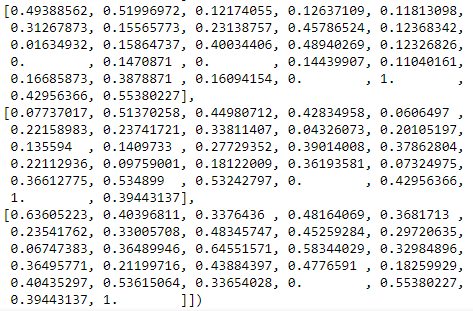 [0.49388562, 0.51996972, 0.12174055, 0.12637109, 0.11813098,
0.31267873, 0.15565773, 0.23138757, 0.45786524, 0.12368342,
0.01634932, 0.15864737, 0.40034406, 0.48940269, 0.12326826,
0.        , 0.1470871 , 0.        , 0.14439907, 0.11040161,
0.16685873, 0.3878871 , 0.16094154, 0.        , 1.        ,
0.42956366, 0.55380227],
[0.07737017, 0.51370258, 0.44980712, 0.42834958, 0.0606497 ,
0.22158983, 0.23741721, 0.33811407, 0.04326073, 0.20105197,
0.135594  , 0.1409733 , 0.27729352, 0.39014008, 0.37862804,
0.22112936, 0.09759001, 0.18122009, 0.36193581, 0.07324975,
0.36612775, 0.534899  , 0.53242797, 0.        , 0.42956366,
1.        , 0.39443137],
[0.63605223, 0.40396811, 0.3376436 , 0.48164069, 0.3681713 ,
0.23541762, 0.33005708, 0.48345747, 0.45259284, 0.29720635,
0.06747383, 0.36489946, 0.64551571, 0.58344029, 0.32984896,
0.36495771, 0.21199716, 0.43884397, 0.4776591 , 0.18259929,
0.40435297, 0.53615064, 0.33654028, 0.        , 0.55380227,
0.39443137, 1.        ]])